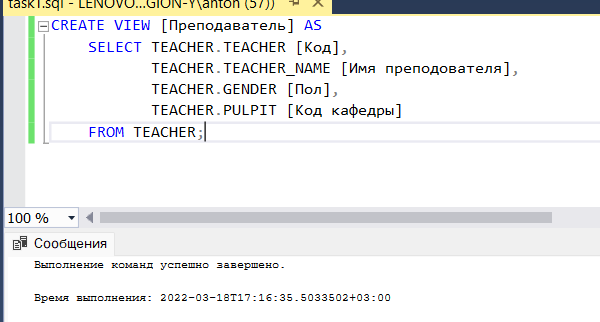 task1.sql - LENOVO...GION-Y\anton (57))
CREATE VIEW [Преподаватель] AS
SELECT TEACHER.TEACHER [Код],
TEACHER.TEACHER_NAME [Имя преподователя],
TEACHER.GENDER [Пол],
TEACHER.PULPIT [Код кафедры]
FROM TEACHER;
100 %
Сообщения
Выполнение команд успешно завершено.
Время выполнения: 2022-03-18T17:16:35.5033502+03:00